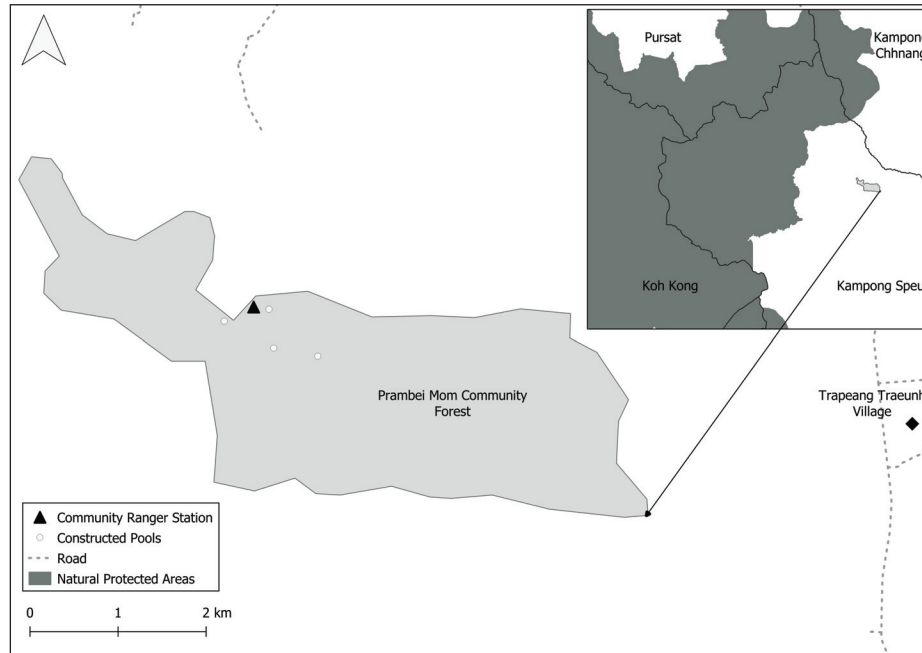 Pursat
Kampong
Chhnang
Koh Kong
Kampong Speu
Prambei Mom Community
Forest
Trapeang Traeunh
Village
Community Ranger Station
Constructed Pools
Road
Natural Protected Areas
0 1 2 km